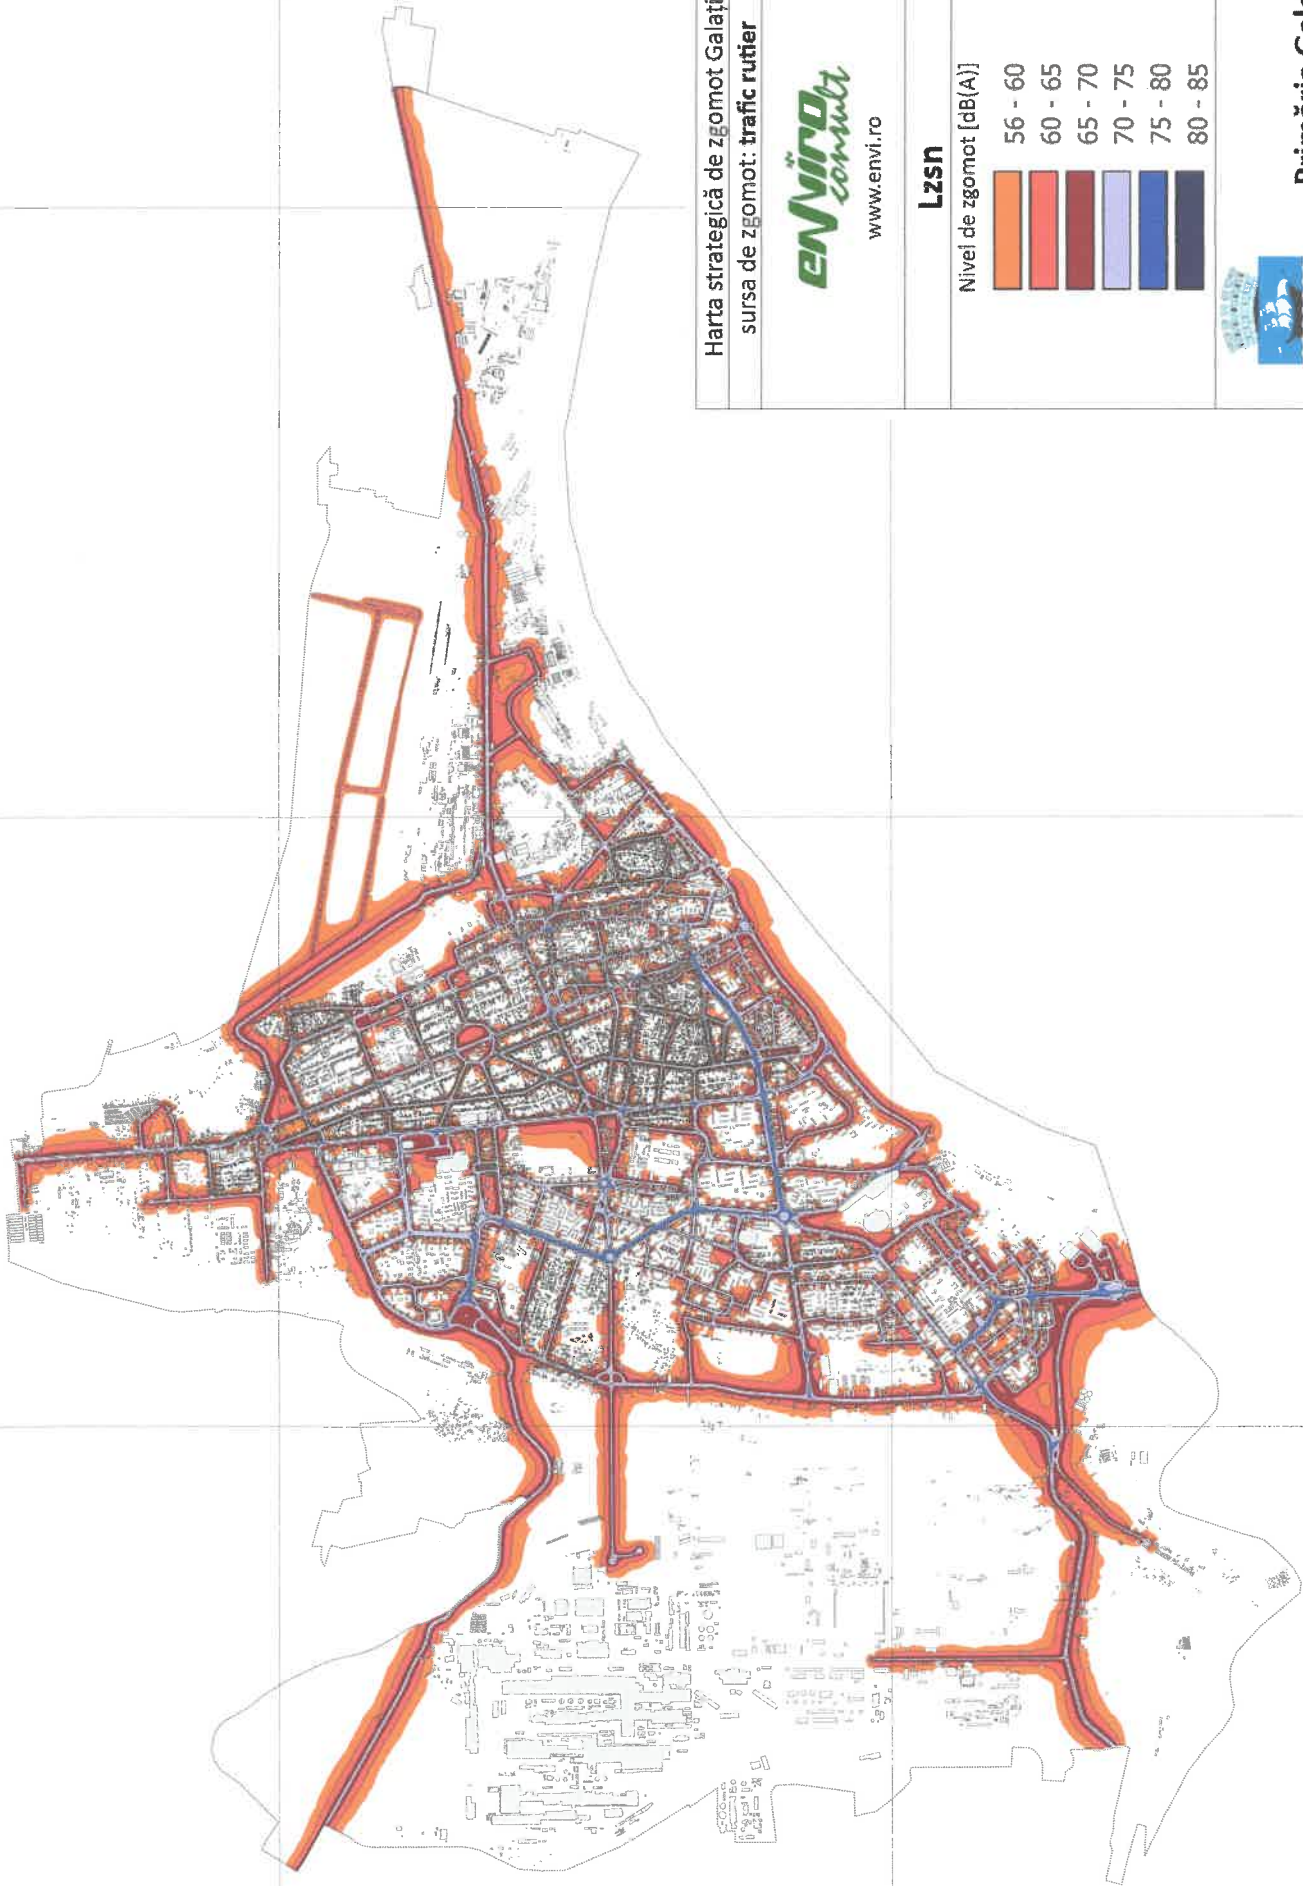 Harta strategică de zgomot Galați
sursa de zgomot: trafic rutier
enviro
consult
www.envi.ro
Lzsn
Nivel de zgomot [dB(A)]
56 - 60
60 - 65
65 - 70
70 - 75
75 - 80
80 - 85
Primăria